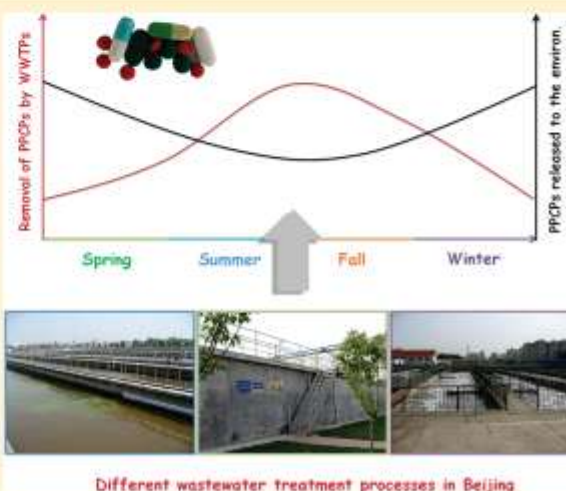 Removal of PPCPs by WWTPs
PPCPs released to the environ.
Spring Summer Fall Winter
Different wastewater treatment processes in Beijing